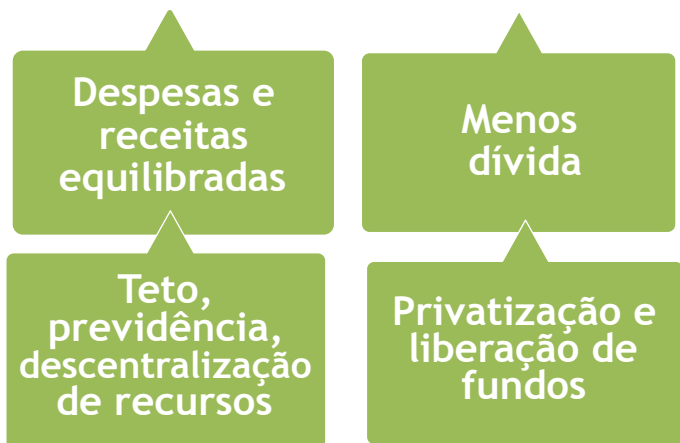 Despesas e
receitas
equilibradas
Menos
dívida
Teto,
previdência,
descentralização
de recursos
Privatização e
liberação de
fundos